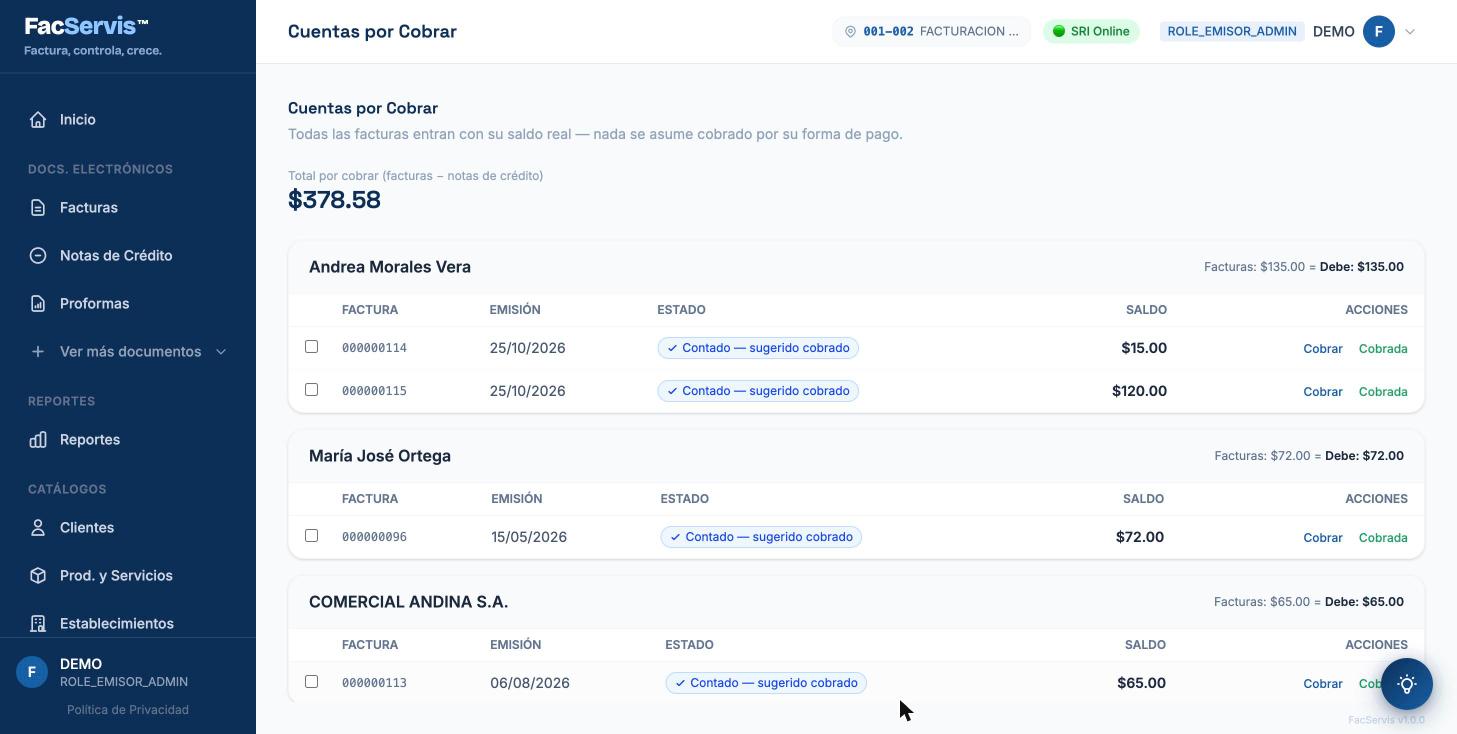 FacServis™
Factura, controla, crece.
Inicio
DOCS. ELECTRÓNICOS
Facturas
Notas de Crédito
Proformas
Ver más documentos
REPORTES
Reportes
CATÁLOGOS
Clientes
Prod. y Servicios
Establecimientos
F DEMO
ROLE_EMISOR_ADMIN
Política de Privacidad
Cuentas por Cobrar
001-002 FACTURACION ...
SRI Online
ROLE_EMISOR_ADMIN DEMO F
Cuentas por Cobrar
Todas las facturas entran con su saldo real — nada se asume cobrado por su forma de pago.
Total por cobrar (facturas − notas de crédito)
$378.58
Andrea Morales Vera Facturas: $135.00 = Debe: $135.00
FACTURA EMISIÓN ESTADO SALDO ACCIONES
000000114 25/10/2026 ✓ Contado — sugerido cobrado $15.00 Cobrar Cobrada
000000115 25/10/2026 ✓ Contado — sugerido cobrado $120.00 Cobrar Cobrada
María José Ortega Facturas: $72.00 = Debe: $72.00
FACTURA EMISIÓN ESTADO SALDO ACCIONES
000000096 15/05/2026 ✓ Contado — sugerido cobrado $72.00 Cobrar Cobrada
COMERCIAL ANDINA S.A. Facturas: $65.00 = Debe: $65.00
FACTURA EMISIÓN ESTADO SALDO ACCIONES
000000113 06/08/2026 ✓ Contado — sugerido cobrado $65.00 Cobrar
FacServis v1.0.0